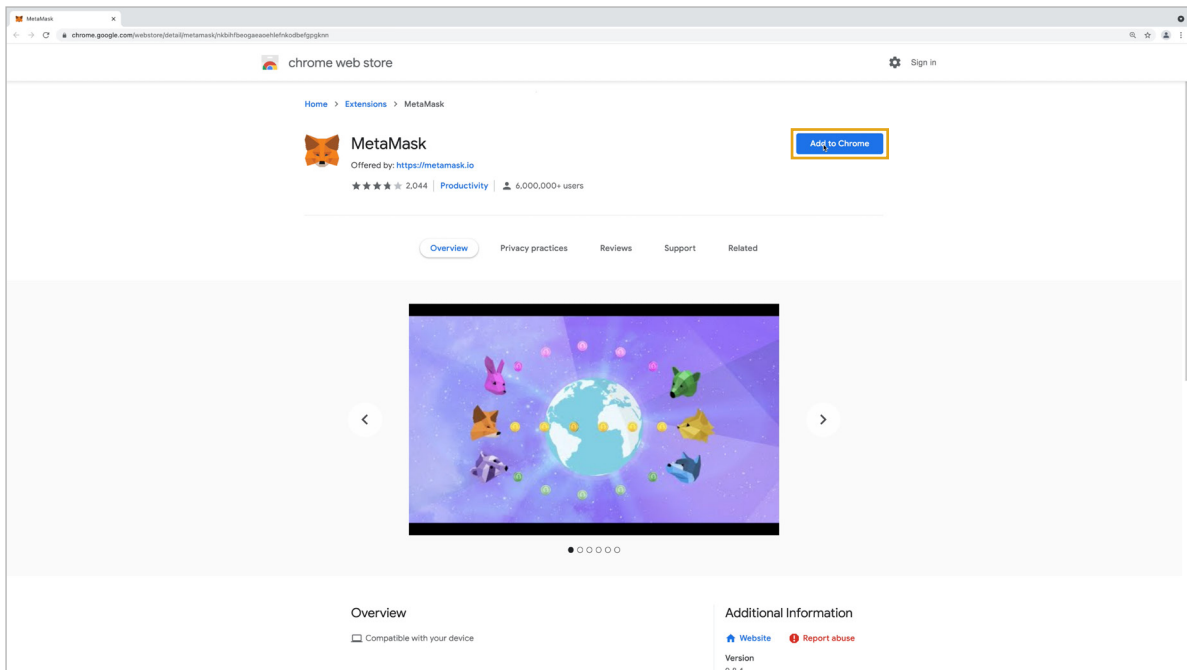 MetaMask
chrome.google.com/webstore/detail/metamask/nkbihfbeogaeaoehlefnkodbefgpgknn
chrome web store
Sign in
Home > Extensions > MetaMask
MetaMask
Add to Chrome
Offered by: https://metamask.io
2,044 | Productivity | 6,000,000+ users
Overview
Privacy practices
Reviews
Support
Related
Overview
Additional Information
Compatible with your device
Website
Report abuse
Version